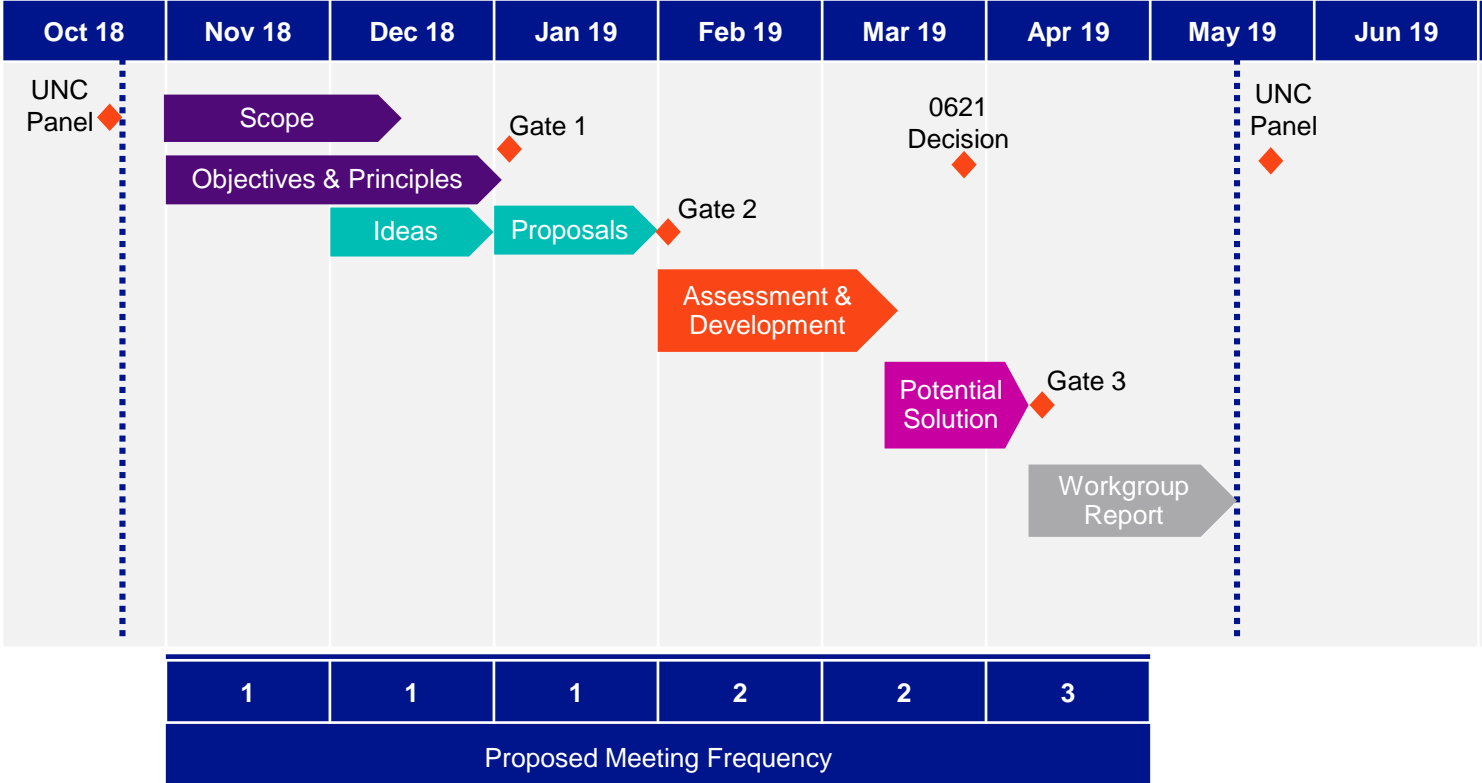 Oct 18
Nov 18
Dec 18
Jan 19
Feb 19
Mar 19
Apr 19
May 19
Jun 19
UNC
Panel
Scope
Gate 1
0621
Decision
UNC
Panel
Objectives & Principles
Ideas
Proposals
Gate 2
Assessment &
Development
Potential
Solution
Gate 3
Workgroup
Report
1
1
1
2
2
3
Proposed Meeting Frequency